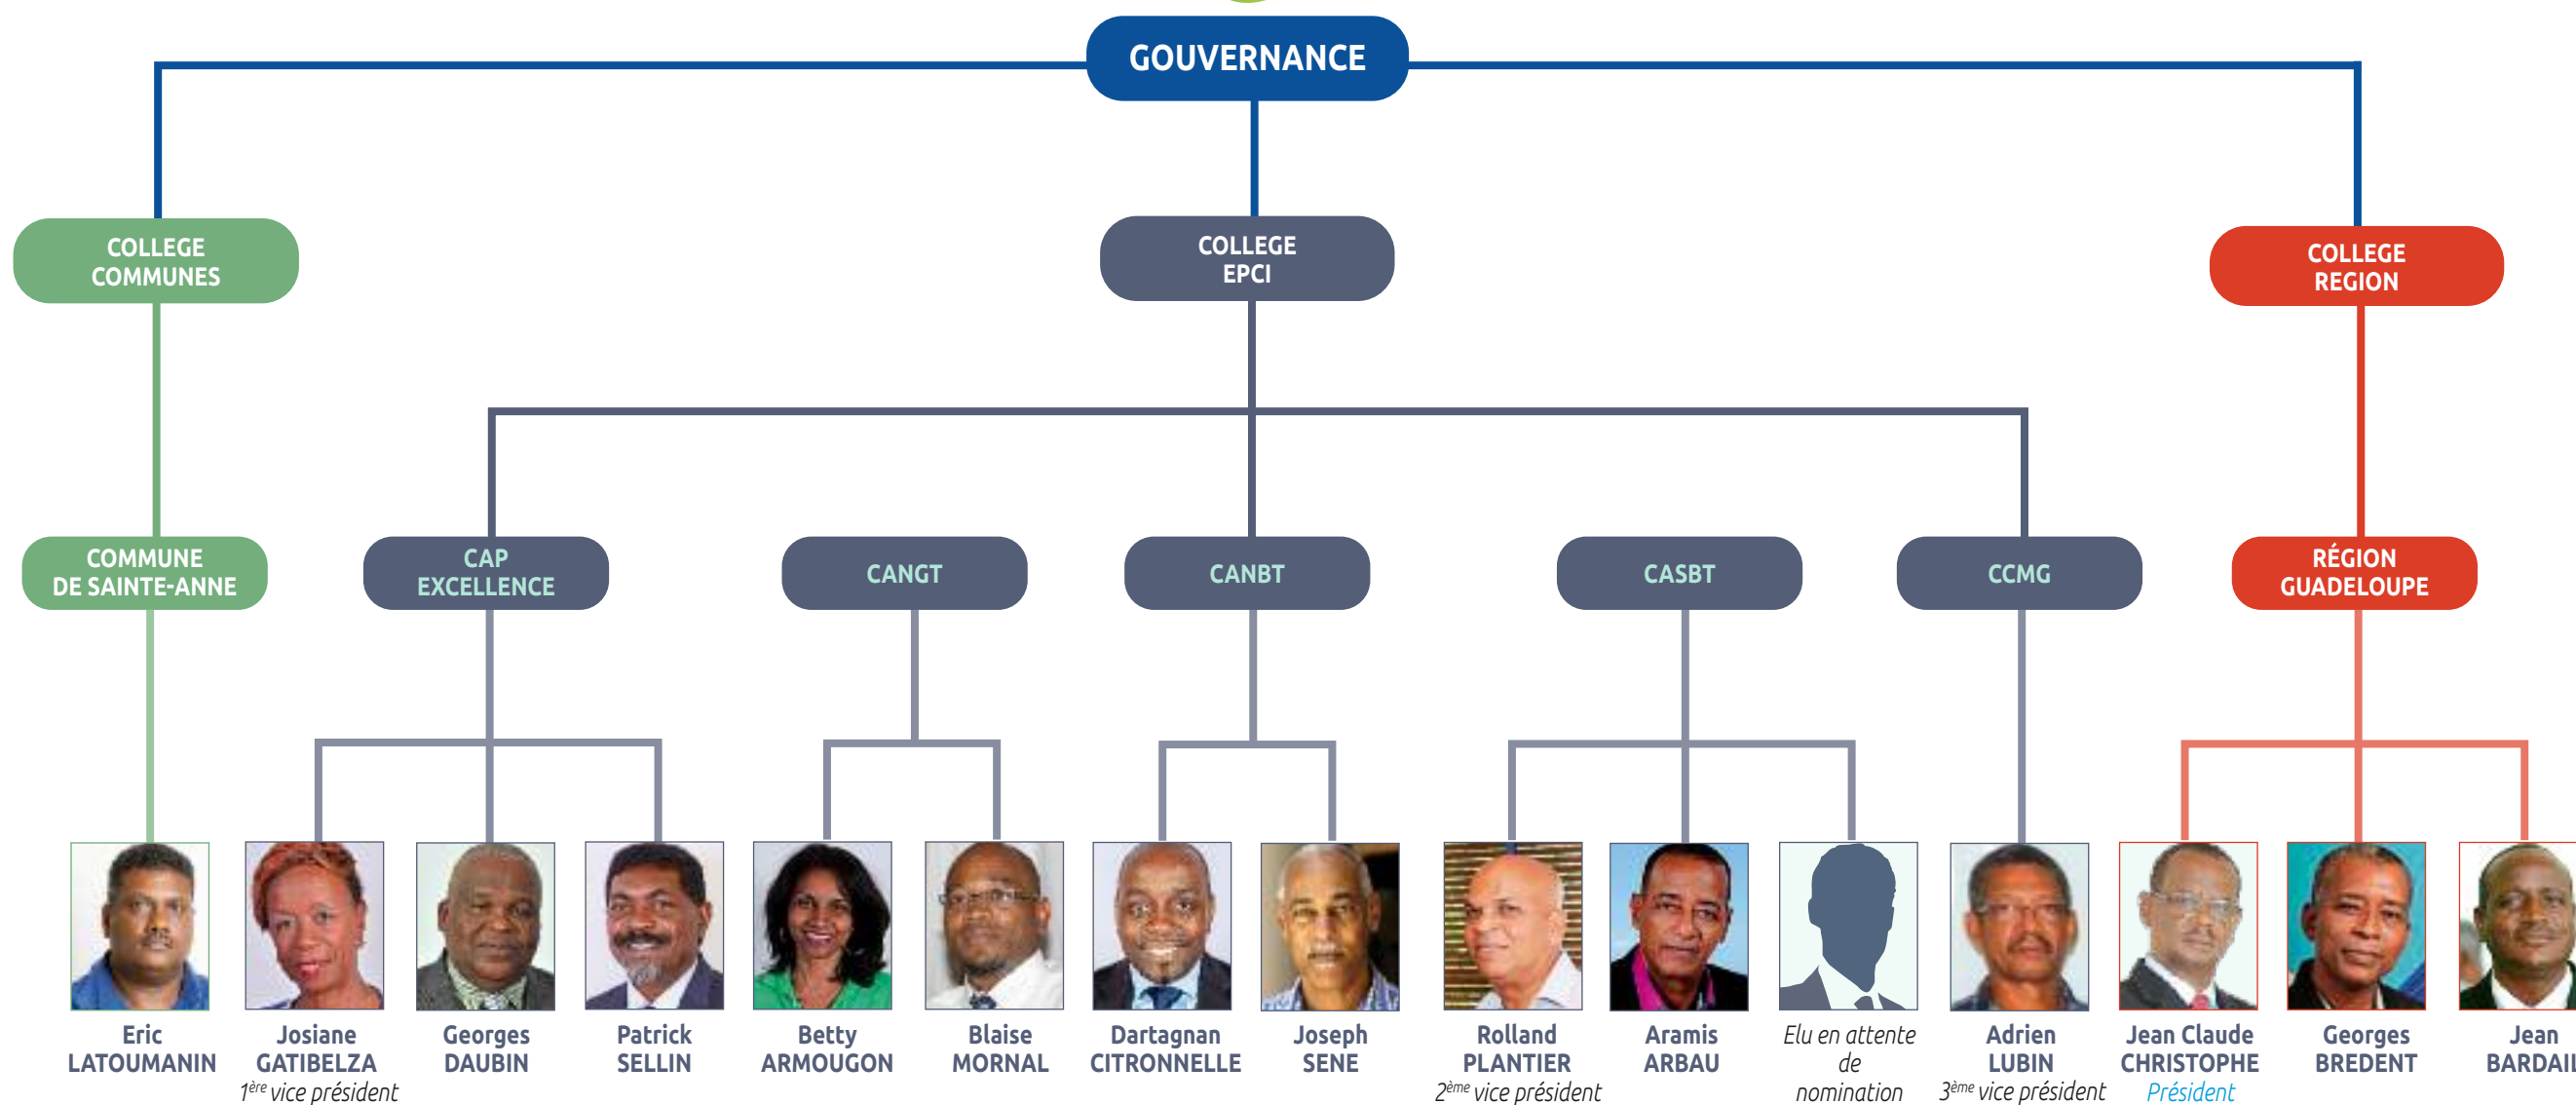 GOUVERNANCE
COLLEGE
COMMUNES
COLLEGE
EPCI
COLLEGE
REGION
COMMUNE
DE SAINTE-ANNE
CAP
EXCELLENCE
CANGT
CANBT
CASBT
CCMG
RÉGION
GUADELOUPE
Eric
LATOUMANIN
Josiane
GATIBELZA
1ère vice président
Georges
DAUBIN
Patrick
SELLIN
Betty
ARMOUGON
Blaise
MORNAL
Dartagnan
CITRONNELLE
Joseph
SENE
Rolland
PLANTIER
2ème vice président
Aramis
ARBAU
Elu en attente
de
nomination
Adrien
LUBIN
3ème vice président
Jean Claude
CHRISTOPHE
Président
Georges
BREDENT
Jean